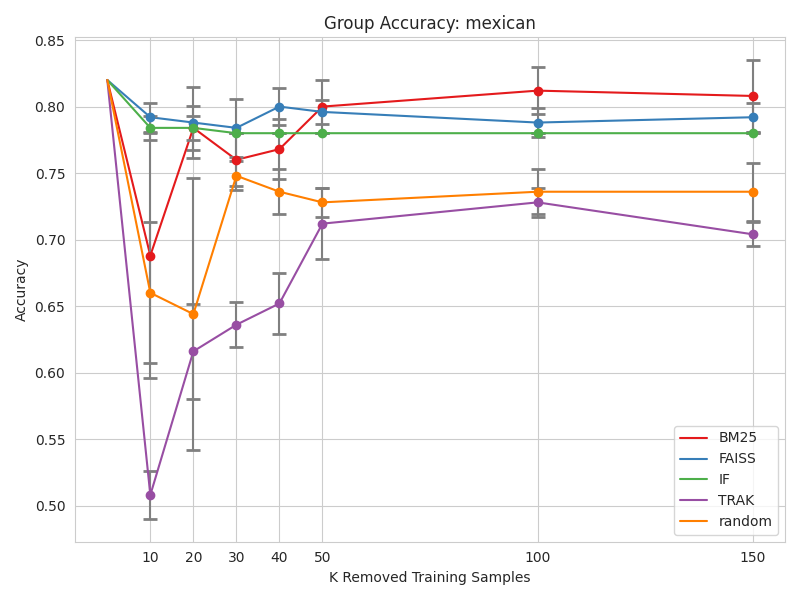 Group Accuracy: mexican
0.85
0.80
0.75
0.70
0.65
0.60
0.55
0.50
Accuracy
10 20 30 40 50 100 150
K Removed Training Samples
BM25
FAISS
IF
TRAK
random